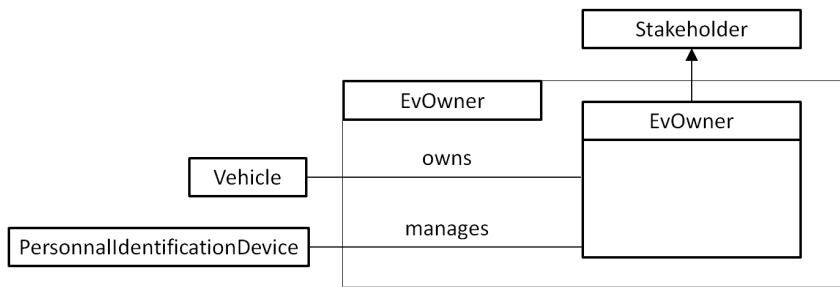 Stakeholder
EvOwner
EvOwner
owns
Vehicle
manages
PersonnalIdentificationDevice